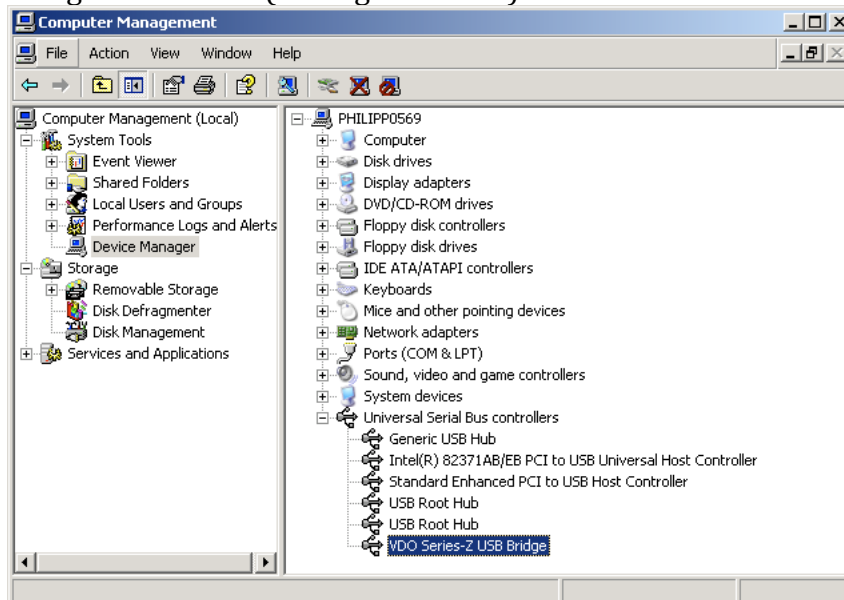 Computer Management
File Action View Window Help
Computer Management (Local)
System Tools
Event Viewer
Shared Folders
Local Users and Groups
Performance Logs and Alerts
Device Manager
Storage
Removable Storage
Disk Defragmenter
Disk Management
Services and Applications
PHILIPP0569
Computer
Disk drives
Display adapters
DVD/CD-ROM drives
Floppy disk controllers
Floppy disk drives
IDE ATA/ATAPI controllers
Keyboards
Mice and other pointing devices
Network adapters
Ports (COM & LPT)
Sound, video and game controllers
System devices
Universal Serial Bus controllers
Generic USB Hub
Intel(R) 82371AB/EB PCI to USB Universal Host Controller
Standard Enhanced PCI to USB Host Controller
USB Root Hub
USB Root Hub
VDO Series-Z USB Bridge